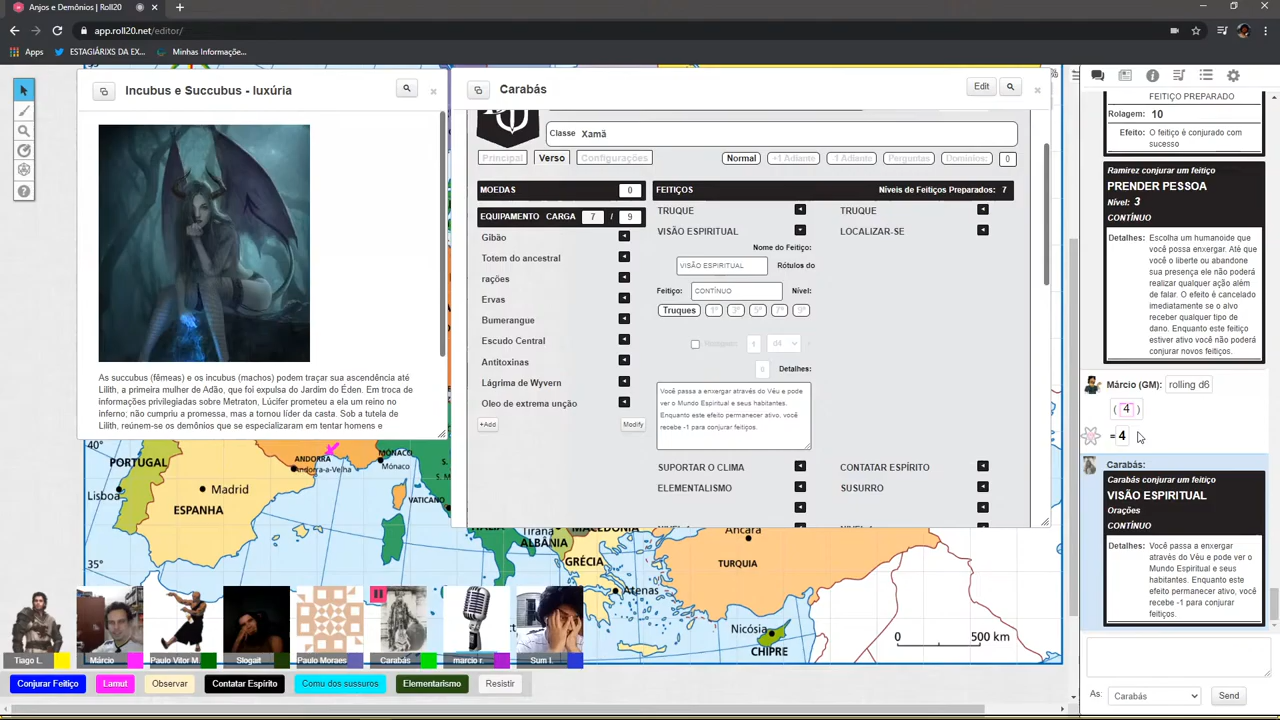 Anjos e Demônios | Roll20
app.roll20.net/editor/
Apps
ESTAGIÁRIXS DA EX...
Minhas Informaçõe...
Incubus e Succubus - luxúria
As succubus (fêmeas) e os incubus (machos) podem traçar sua ascendência até
Lilith, a primeira mulher de Adão, que foi expulsa do Jardim do Éden. Em troca de
informações privilegiadas sobre Metraton, Lúcifer prometeu a ela um reino no
inferno; não cumpriu a promessa, mas a tornou líder da casta. Sob a tutela de
Lilith, reúnem-se os demônios que se especializaram em tentar homens e
Carabás
Edit
Classe Xamã
Principal Verso Configurações
Normal +1 Adiante -1 Adiante Perguntas Domínios: 0
MOEDAS 0
EQUIPAMENTO CARGA 7 / 9
Gibão
Totem do ancestral
rações
Ervas
Bumerangue
Escudo Central
Antitoxinas
Lágrima de Wyvern
Oleo de extrema unção
+Add Modify
FEITIÇOS Níveis de Feitiços Preparados: 7
TRUQUE TRUQUE
VISÃO ESPIRITUAL LOCALIZAR-SE
Nome do Feitiço:
VISÃO ESPIRITUAL Rótulos do
Feitiço: CONTÍNUO Nível:
Truques 1º 3º 5º 7º 9º
d4
0 Detalhes:
Você passa a enxergar através do Véu e pode
ver o Mundo Espiritual e seus habitantes.
Enquanto este efeito permanecer ativo, você
recebe -1 para conjurar feitiços.
SUPORTAR O CLIMA CONTATAR ESPÍRITO
ELEMENTALISMO SUSURRO
FEITIÇO PREPARADO
Rolagem: 10
Efeito: O feitiço é conjurado com
sucesso
Ramirez conjurar um feitiço
PRENDER PESSOA
Nível: 3
CONTÍNUO
Detalhes: Escolha um humanoide que
você possa enxergar. Até que
você o liberte ou abandone
sua presença ele não poderá
realizar qualquer ação além
de falar. O efeito é cancelado
imediatamente se o alvo
receber qualquer tipo de
dano. Enquanto este feitiço
estiver ativo você não poderá
conjurar novos feitiços.
Márcio (GM): rolling d6
( 4 )
= 4
Carabás:
Carabás conjurar um feitiço
VISÃO ESPIRITUAL
Orações
CONTÍNUO
Detalhes: Você passa a enxergar
através do Véu e pode ver o
Mundo Espiritual e seus
habitantes. Enquanto este
efeito permanecer ativo, você
recebe -1 para conjurar
feitiços.
As: Carabás Send
40°
35°
PORTUGAL
Lisboa
Madrid
ESPANHA
ANDORRA
Andorra-a-Velha
MÓNACO
Mónaco
VATICANO
Tirana
ALBÂNIA
MACEDÔNIA
GRÉCIA
Atenas
Ancara
TURQUIA
Nicósia
CHIPRE
0 500 km
Tiago L. Márcio Paulo Vitor M. Slogait Paulo Moraes Carabás marcio r. Sum I.
Conjurar Feitiço Lamut Observar Contatar Espírito Comu dos sussuros Elementarismo Resistir